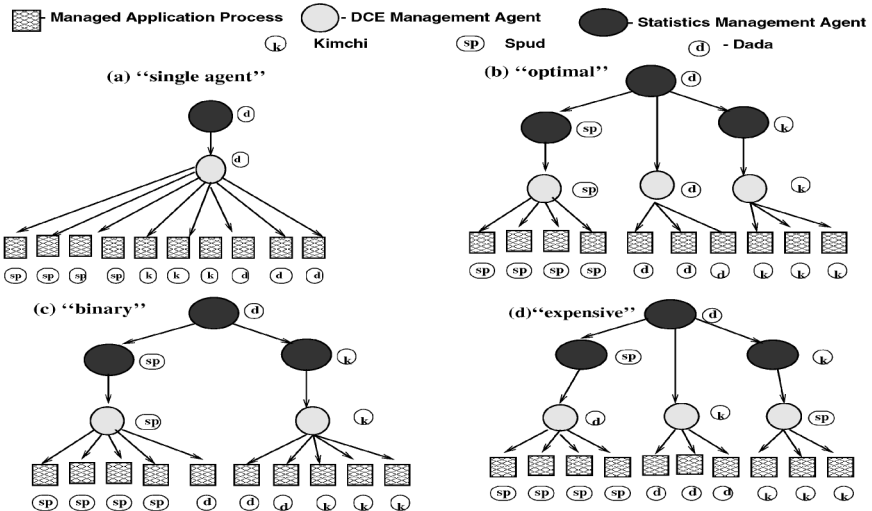 - Managed Application Process
- DCE Management Agent
- Statistics Management Agent
k Kimchi
sp Spud
d - Dada
(a) ‘‘single agent’’
d
d
sp sp sp sp k k k d d d
(b) ‘‘optimal’’
d
sp
k
sp
d
k
sp sp sp sp d d d k k k
(c) ‘‘binary’’
d
sp
k
sp
k
sp sp sp sp d d d k k k
(d)‘‘expensive’’
d
sp
k
d
k
sp
sp sp sp sp d d d k k k